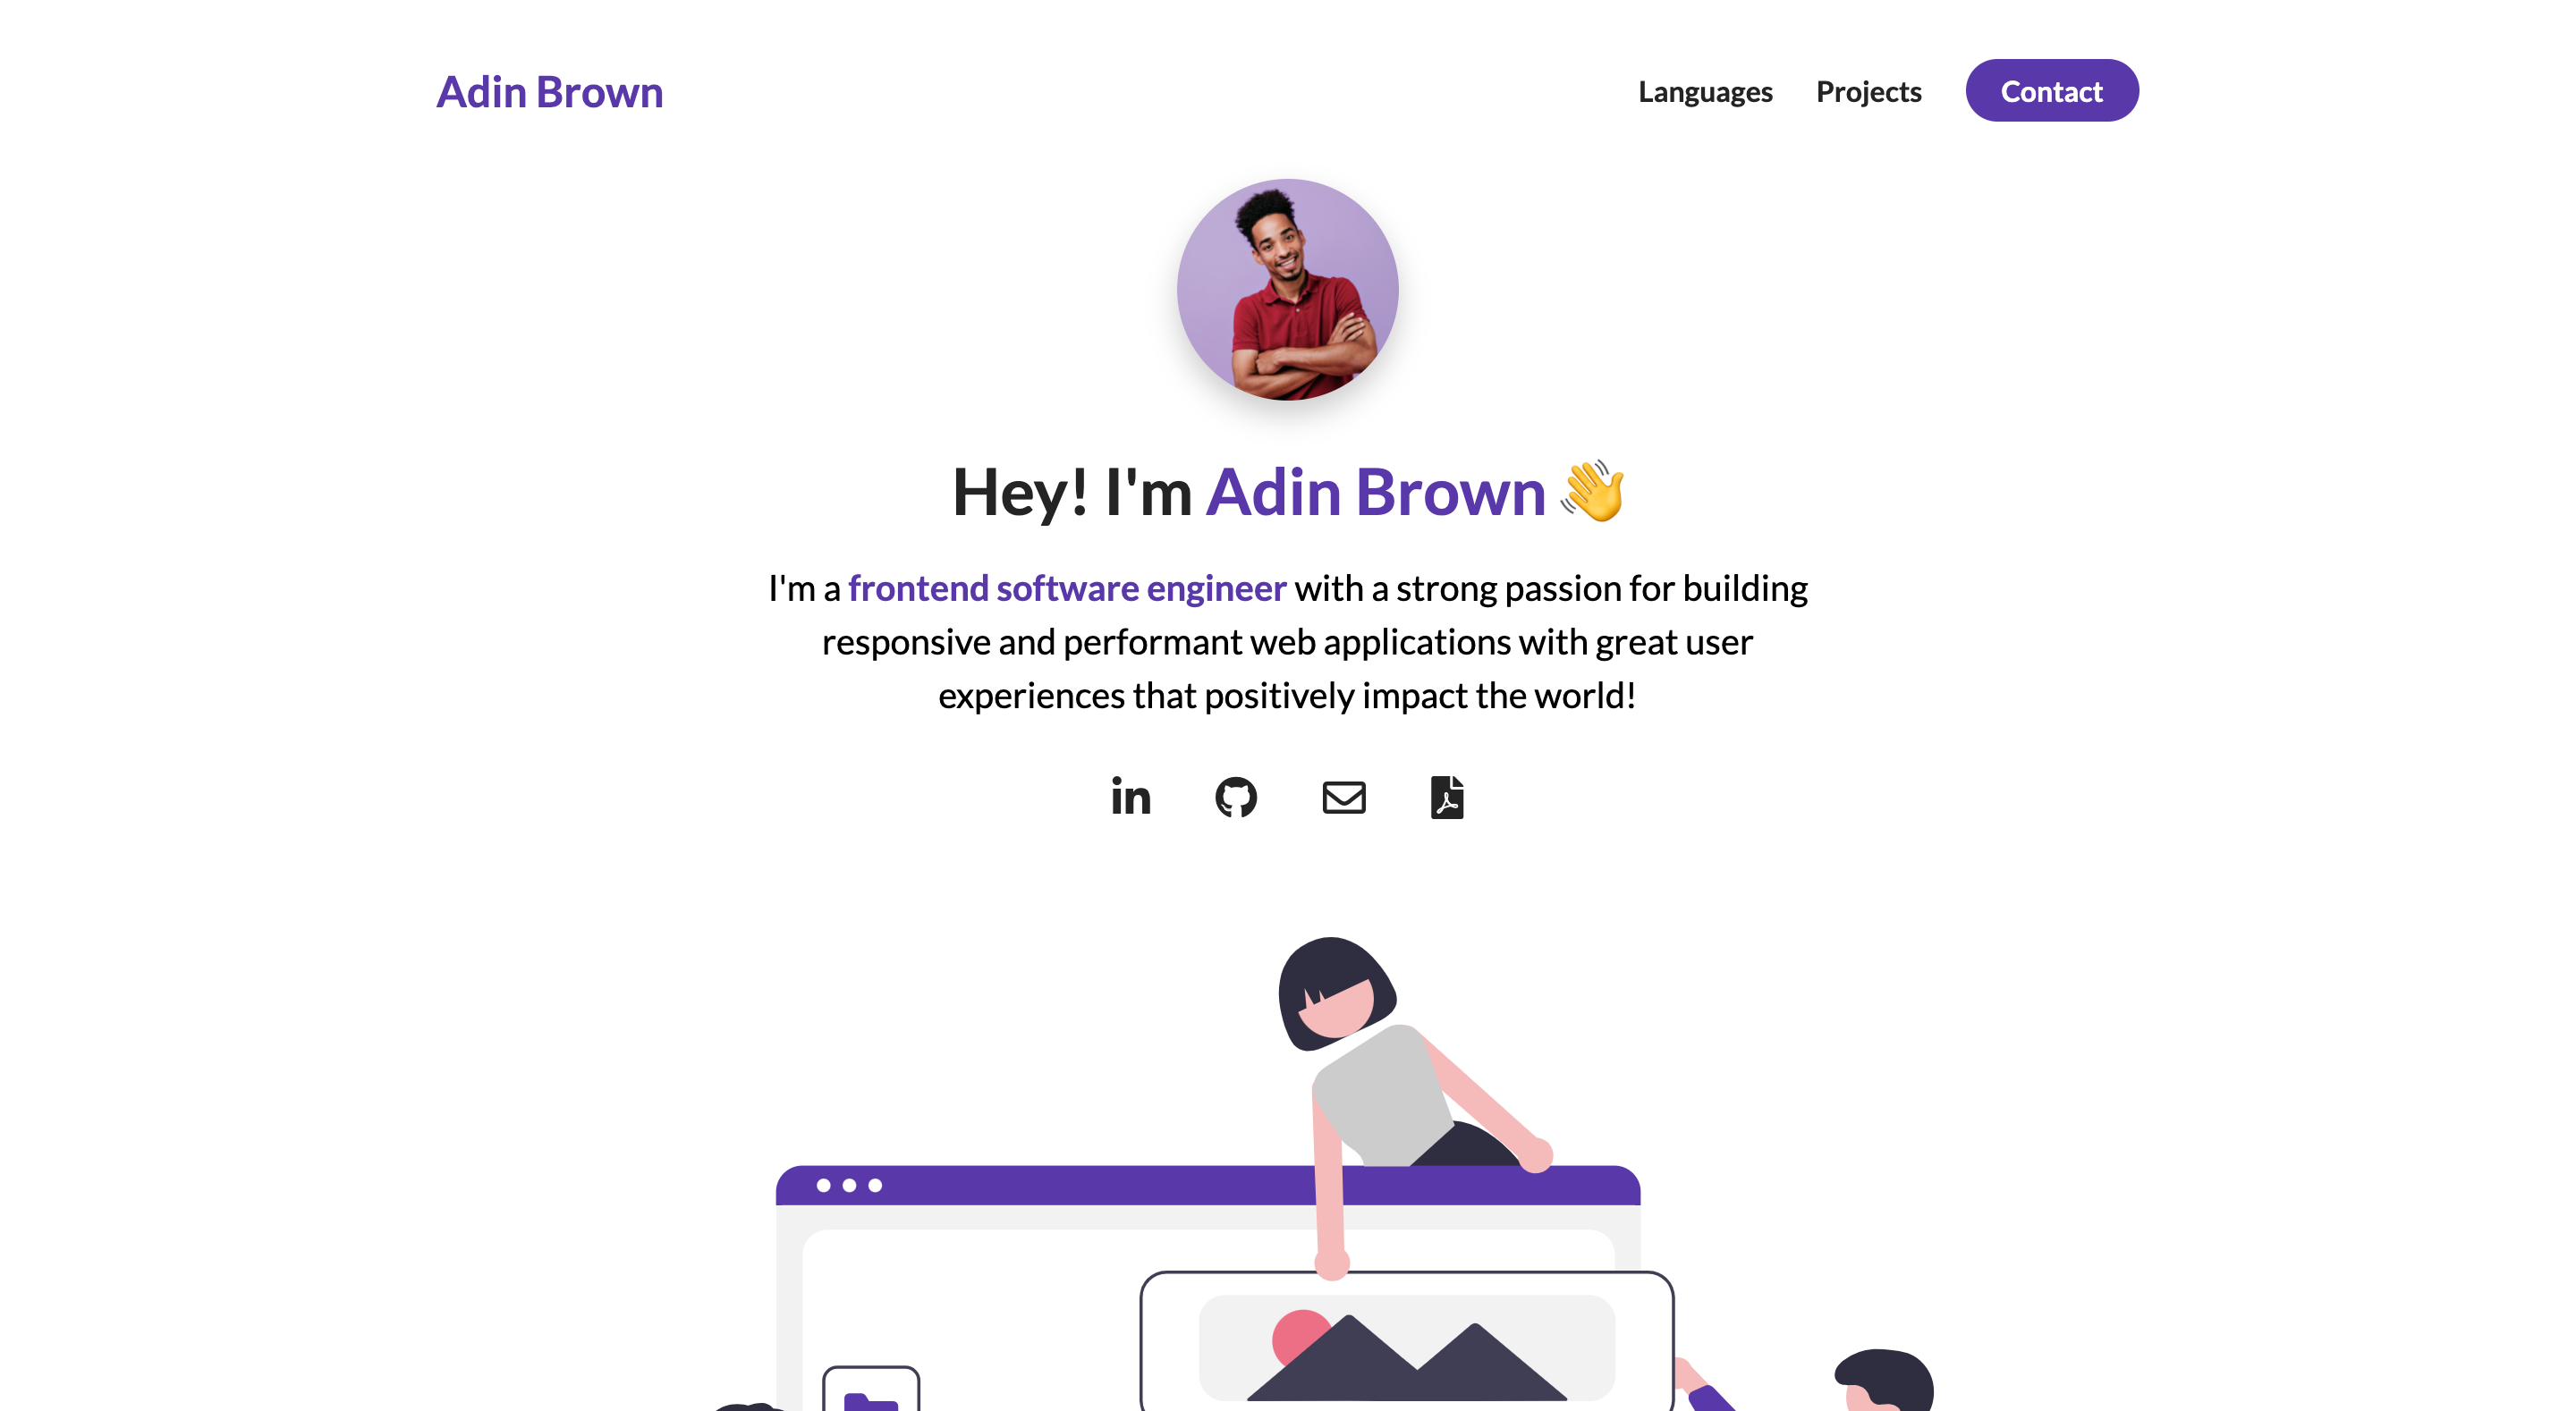 Adin Brown
Languages Projects Contact
Hey! I'm Adin Brown 👋
I'm a frontend software engineer with a strong passion for building
responsive and performant web applications with great user
experiences that positively impact the world!
in